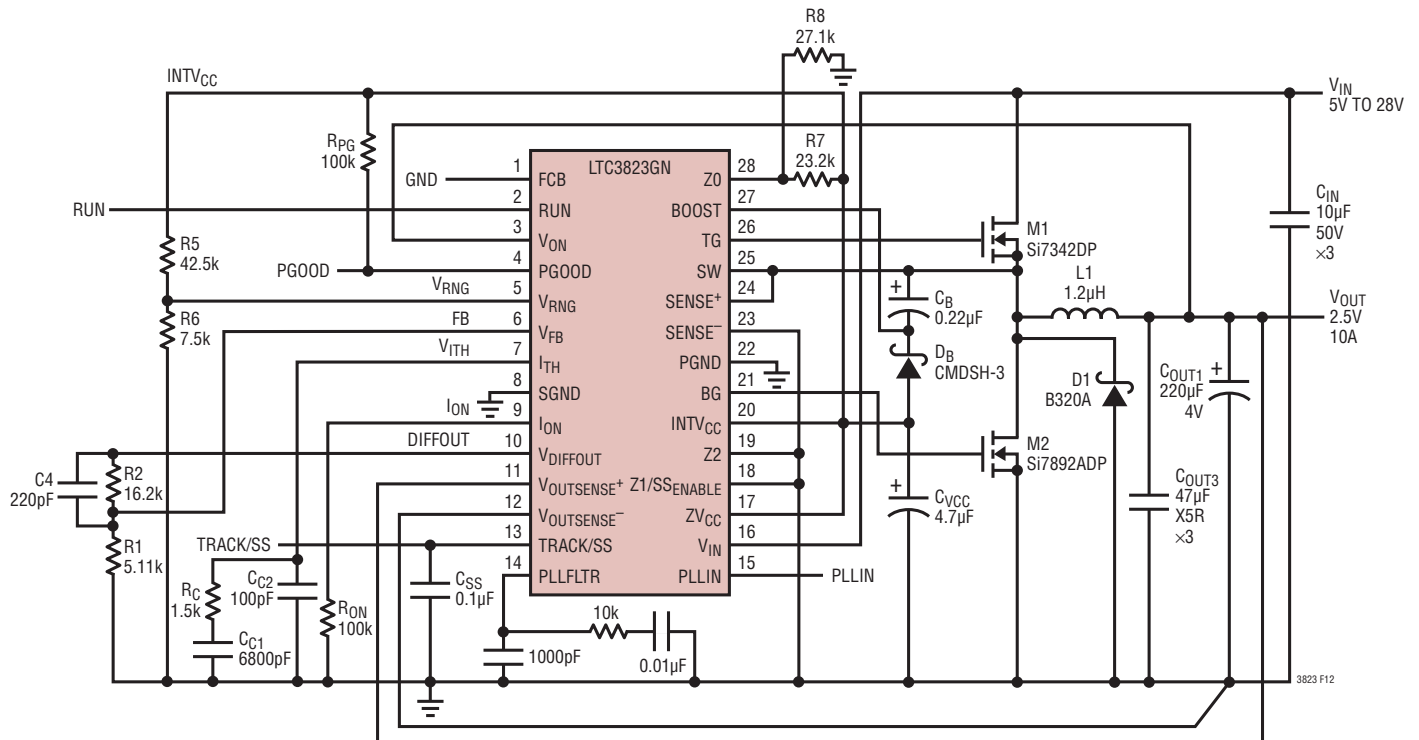 R8
27.1k
INTVCC
VIN
5V TO 28V
RPG
100k
R7
23.2k
LTC3823GN
GND
1
FCB
Z0
28
RUN
2
RUN
BOOST
27
3
VON
TG
26
M1
Si7342DP
CIN
10µF
50V
×3
R5
42.5k
PGOOD
4
PGOOD
SW
25
VRNG
5
VRNG
SENSE+
24
+
CB
0.22µF
L1
1.2µH
VOUT
2.5V
10A
R6
7.5k
FB
6
VFB
SENSE–
23
VITH
7
ITH
PGND
22
DB
CMDSH-3
8
SGND
BG
21
D1
B320A
COUT1
220µF
4V
+
ION
9
ION
INTVCC
20
DIFFOUT
10
VDIFFOUT
Z2
19
M2
Si7892ADP
C4
220pF
R2
16.2k
11
VOUTSENSE+
Z1/SSENABLE
18
+
CVCC
4.7µF
COUT3
47µF
X5R
×3
12
VOUTSENSE–
ZVCC
17
R1
5.11k
TRACK/SS
13
TRACK/SS
VIN
16
14
PLLFLTR
PLLIN
15
PLLIN
RC
1.5k
CC2
100pF
RON
100k
CSS
0.1µF
10k
CC1
6800pF
1000pF
0.01µF
3823 F12